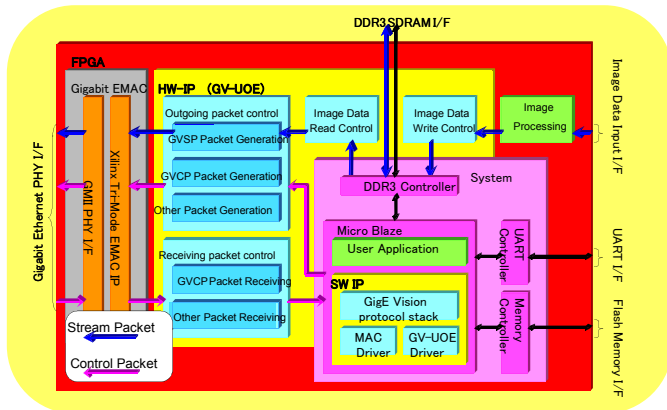 DDR3SDRAM I/F
FPGA
Gigabit EMAC
HW-IP （GV-UOE）
Outgoing packet control
GVSP Packet Generation
GVCP Packet Generation
Other Packet Generation
Receiving packet control
GVCP Packet Receiving
Other Packet Receiving
Image Data
Read Control
Image Data
Write Control
Image
Processing
System
DDR3 Controller
Micro Blaze
User Application
SW IP
GigE Vision
protocol stack
MAC
Driver
GV-UOE
Driver
UART
Controller
Memory
Controller
Gigabit Ethernet PHY I/F
GMII PHY I/F
Xilinx Tri-Mode EMAC IP
Image Data Input I/F
UART I/F
Flash Memory I/F
Stream Packet
Control Packet